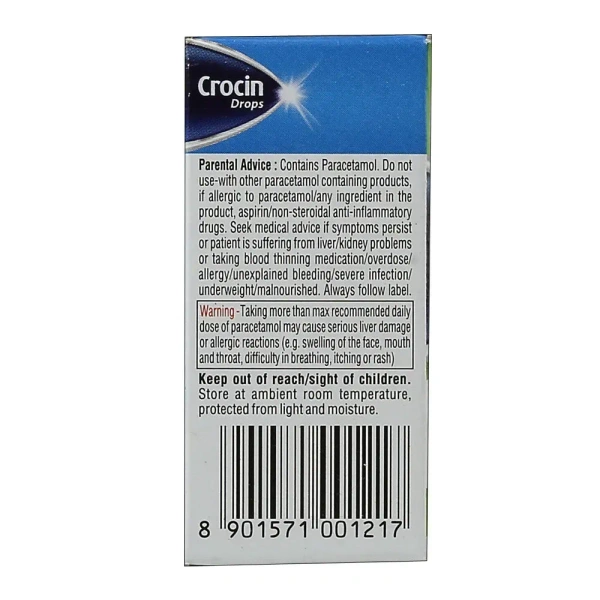 Crocin
Drops
Parental Advice : Contains Paracetamol. Do not
use-with other paracetamol containing products,
if allergic to paracetamol/any ingredient in the
product, aspirin/non-steroidal anti-inflammatory
drugs. Seek medical advice if symptoms persist
or patient is suffering from liver/kidney problems
or taking blood thinning medication/overdose/
allergy/unexplained bleeding/severe infection/
underweight/malnourished. Always follow label.
Warning - Taking more than max recommended daily
dose of paracetamol may cause serious liver damage
or allergic reactions (e.g. swelling of the face, mouth
and throat, difficulty in breathing, itching or rash)
Keep out of reach/sight of children.
Store at ambient room temperature,
protected from light and moisture.
8 901571 001217